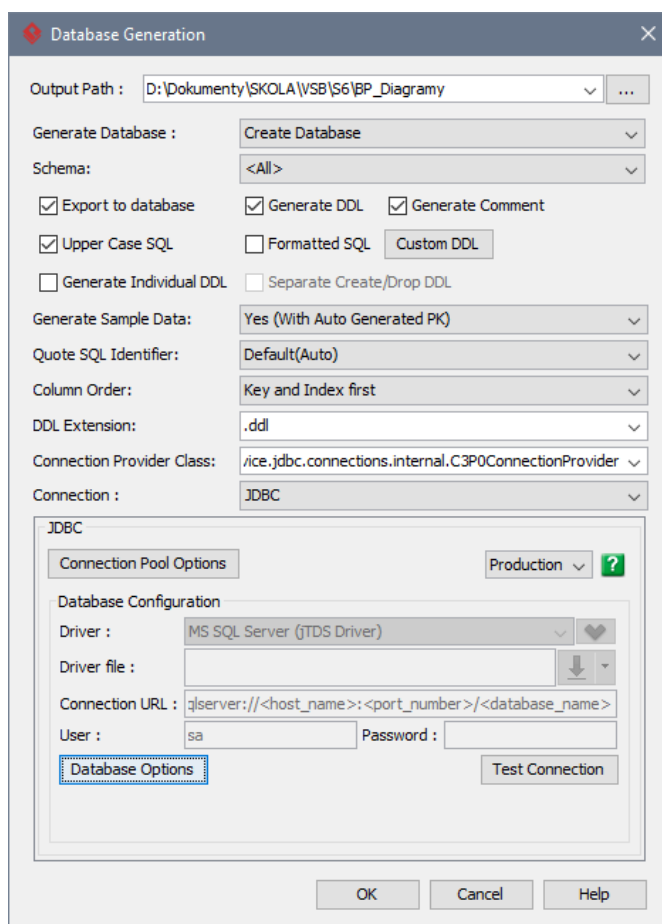 Database Generation
Output Path : D:\Dokumenty\SKOLA\VSB\S6\BP_Diagramy ...
Generate Database : Create Database
Schema: <All>
Export to database Generate DDL Generate Comment
Upper Case SQL Formatted SQL Custom DDL
Generate Individual DDL Separate Create/Drop DDL
Generate Sample Data: Yes (With Auto Generated PK)
Quote SQL Identifier: Default(Auto)
Column Order: Key and Index first
DDL Extension: .ddl
Connection Provider Class: vice.jdbc.connections.internal.C3P0ConnectionProvider
Connection : JDBC
JDBC
Connection Pool Options Production ?
Database Configuration
Driver : MS SQL Server (jTDS Driver)
Driver file :
Connection URL : qlserver://<host_name>:<port_number>/<database_name>
User : sa Password :
Database Options Test Connection
OK Cancel Help